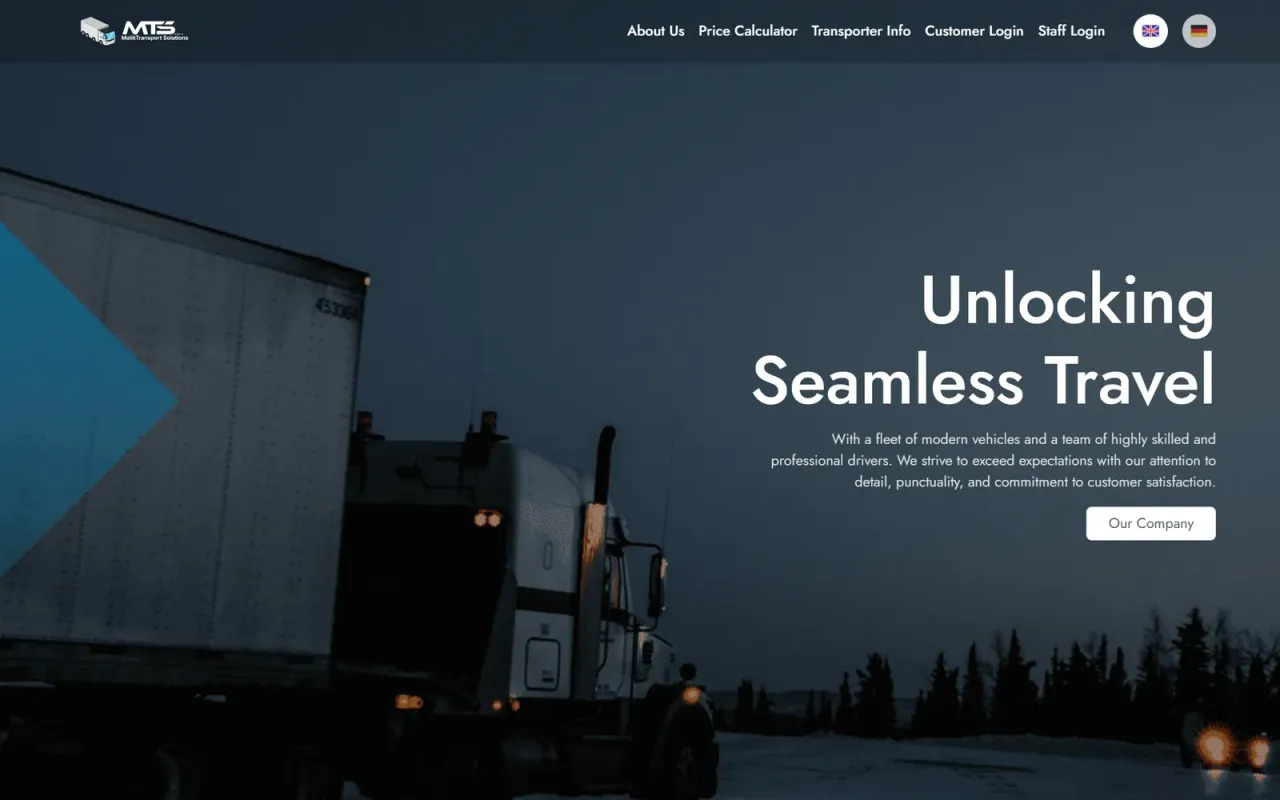 MTS
MalikTransport Solutions
About Us
Price Calculator
Transporter Info
Customer Login
Staff Login
Unlocking
Seamless Travel
With a fleet of modern vehicles and a team of highly skilled and
professional drivers. We strive to exceed expectations with our attention to
detail, punctuality, and commitment to customer satisfaction.
Our Company